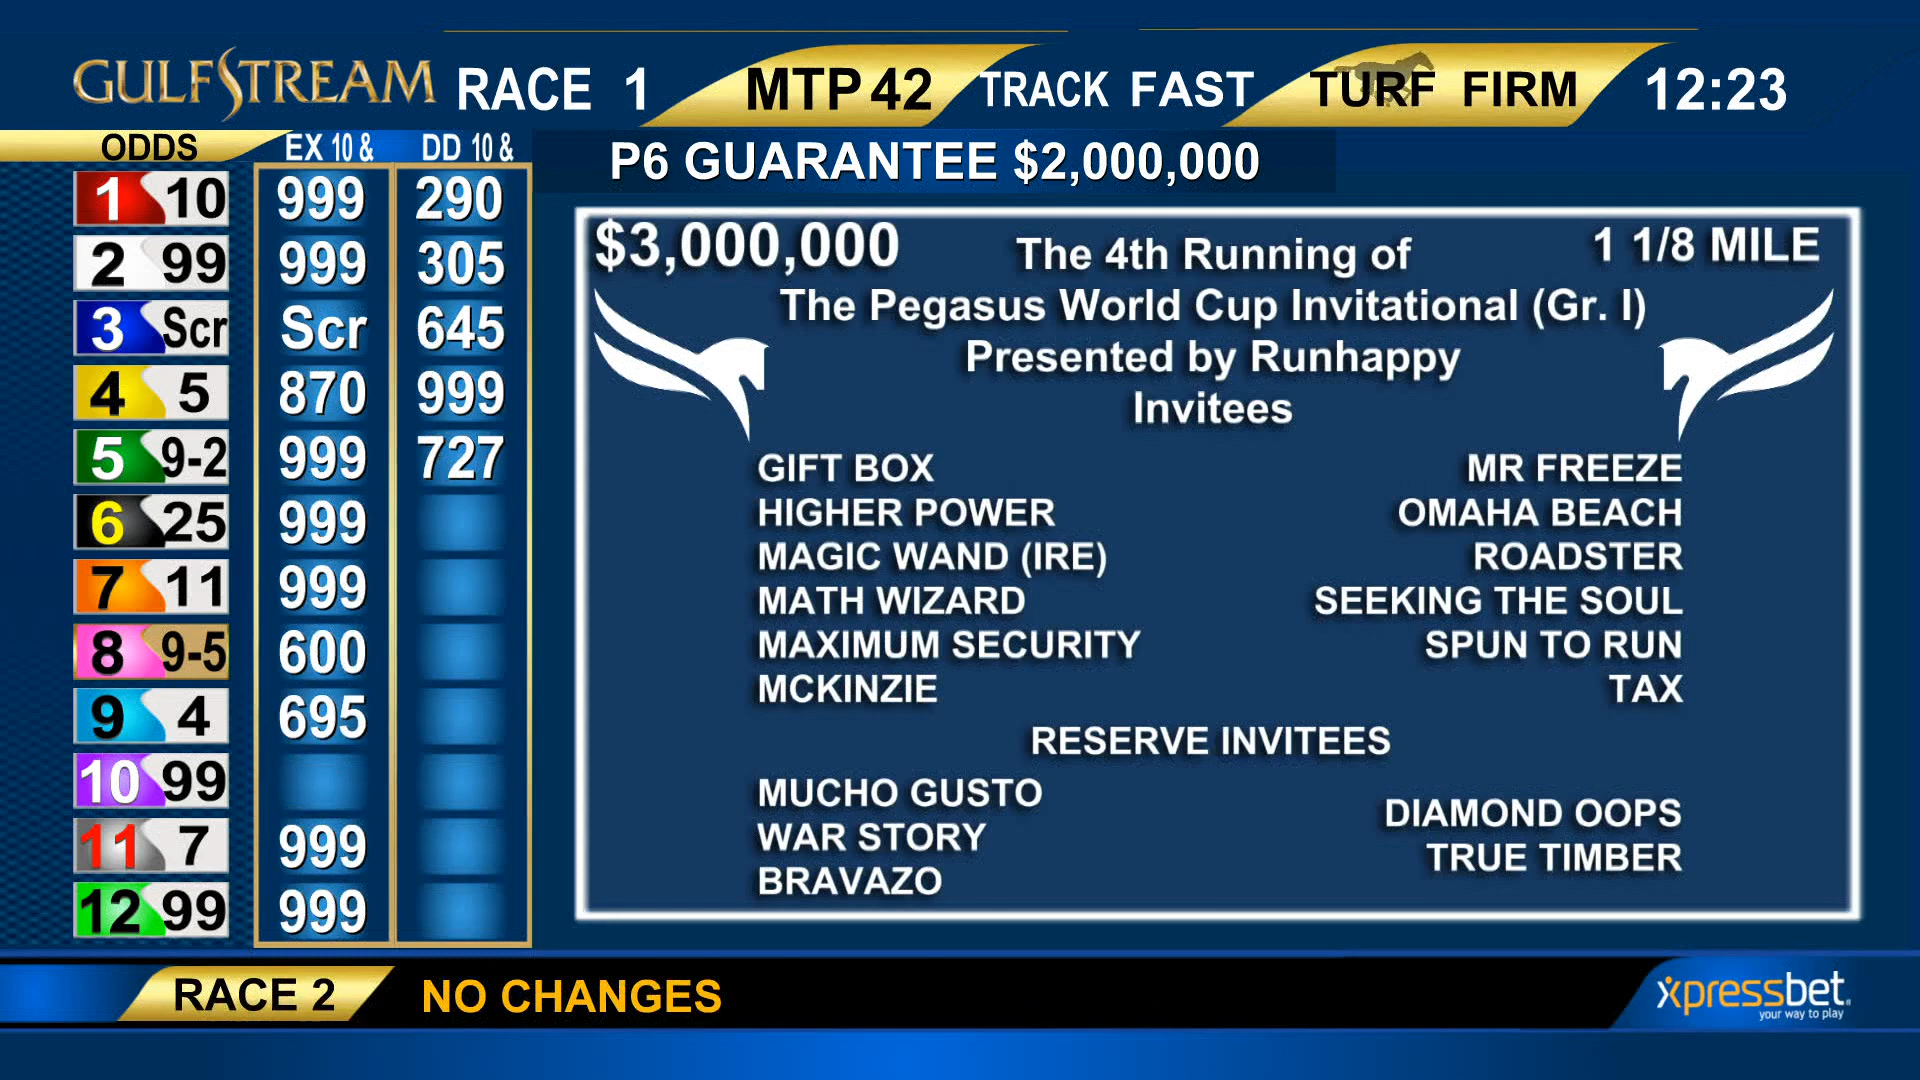 GULFSTREAM RACE 1 MTP 42 TRACK FAST TURF FIRM 12:23
ODDS EX 10 & DD 10 &
P6 GUARANTEE $2,000,000
1 10 999 290
2 99 999 305
3 Scr Scr 645
4 5 870 999
5 9-2 999 727
6 25 999
7 11 999
8 9-5 600
9 4 695
10 99
11 7 999
12 99 999
$3,000,000 The 4th Running of 1 1/8 MILE
The Pegasus World Cup Invitational (Gr. I)
Presented by Runhappy
Invitees
GIFT BOX MR FREEZE
HIGHER POWER OMAHA BEACH
MAGIC WAND (IRE) ROADSTER
MATH WIZARD SEEKING THE SOUL
MAXIMUM SECURITY SPUN TO RUN
MCKINZIE TAX
RESERVE INVITEES
MUCHO GUSTO
WAR STORY
BRAVAZO
DIAMOND OOPS
TRUE TIMBER
RACE 2 NO CHANGES
xpressbet.
your way to play